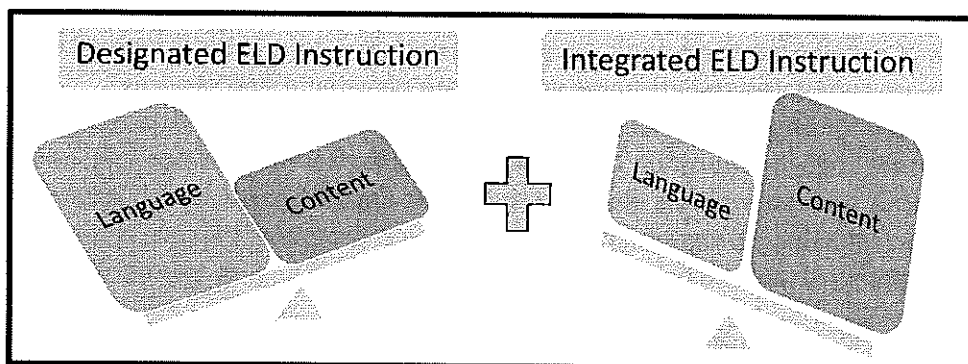 Designated ELD Instruction
Integrated ELD Instruction
Language
Content
Language
Content